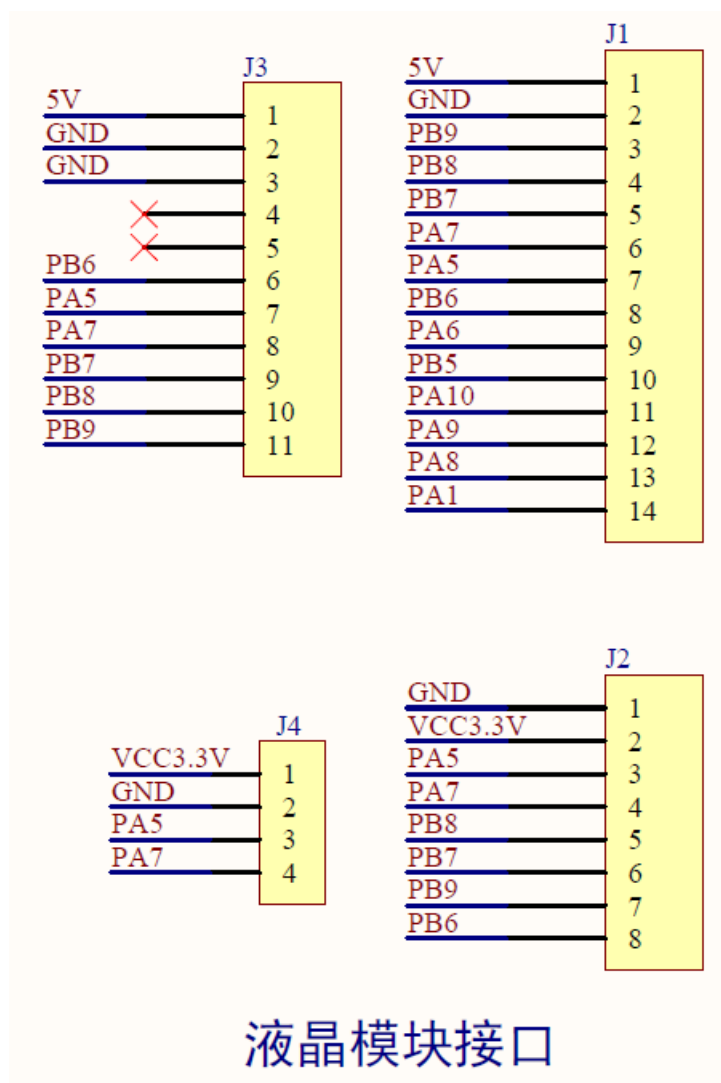 J3
5V 1
GND 2
GND 3
4
5
PB6 6
PA5 7
PA7 8
PB7 9
PB8 10
PB9 11
J1
5V 1
GND 2
PB9 3
PB8 4
PB7 5
PA7 6
PA5 7
PB6 8
PA6 9
PB5 10
PA10 11
PA9 12
PA8 13
PA1 14
J4
VCC3.3V 1
GND 2
PA5 3
PA7 4
J2
GND 1
VCC3.3V 2
PA5 3
PA7 4
PB8 5
PB7 6
PB9 7
PB6 8
液晶模块接口